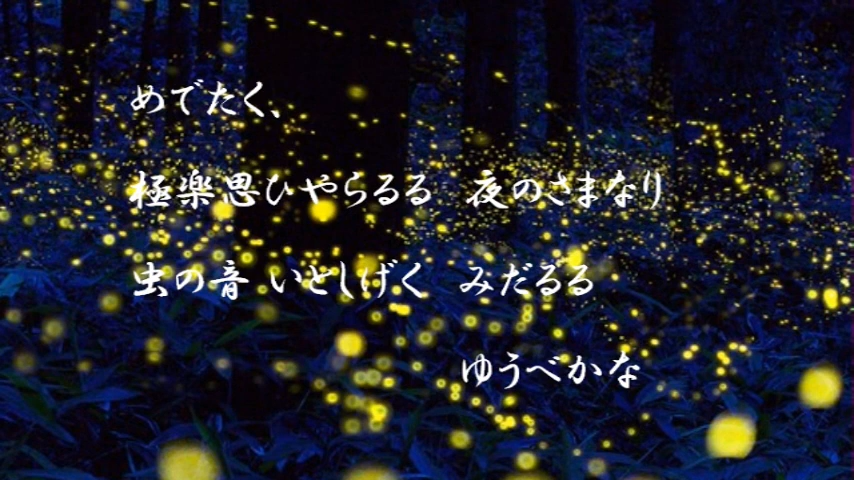 めでたく、
極楽思ひやらるる 夜のさまなり
虫の音 いとしげく みだるる
ゆうべかな